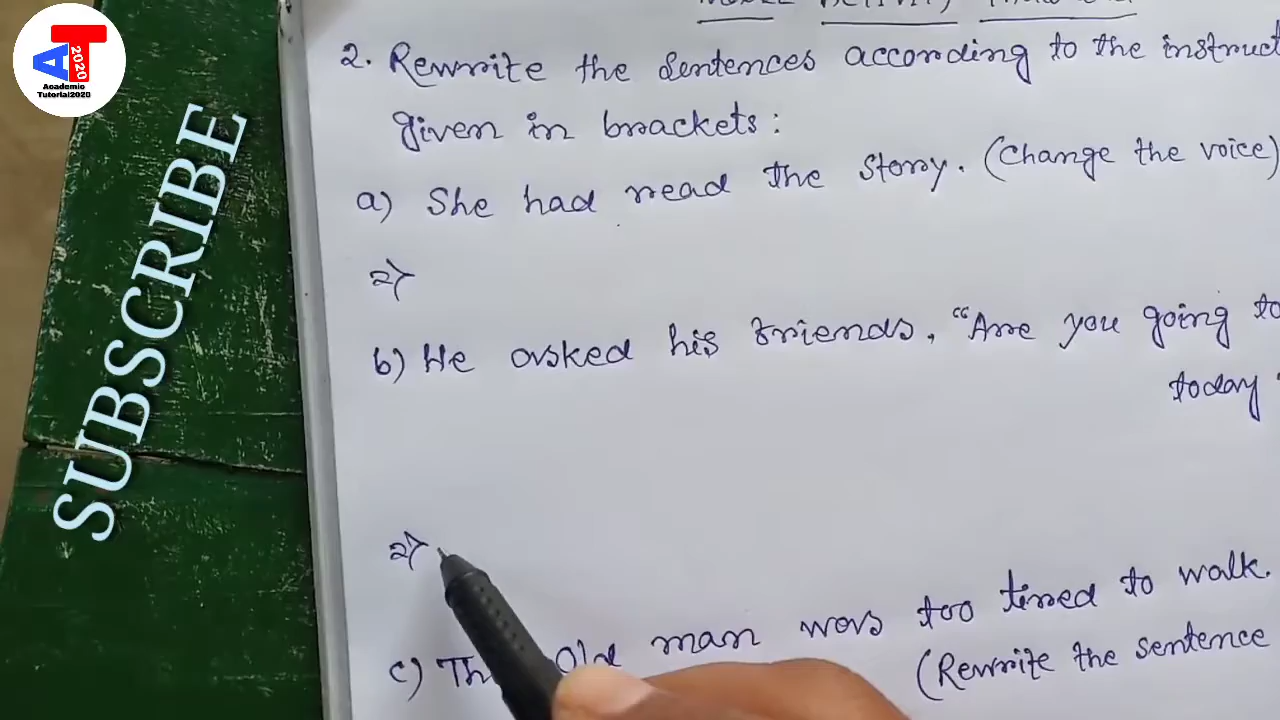 AT
2020
Academic
Tutorial2020
SUBSCRIBE
2. Rewrite the sentences according to the instruct
given in brackets:
a) She had read the story. (Change the voice)
b) He asked his friends, "Are you going to
today
c) The old man was too tired to walk.
(Rewrite the sentence